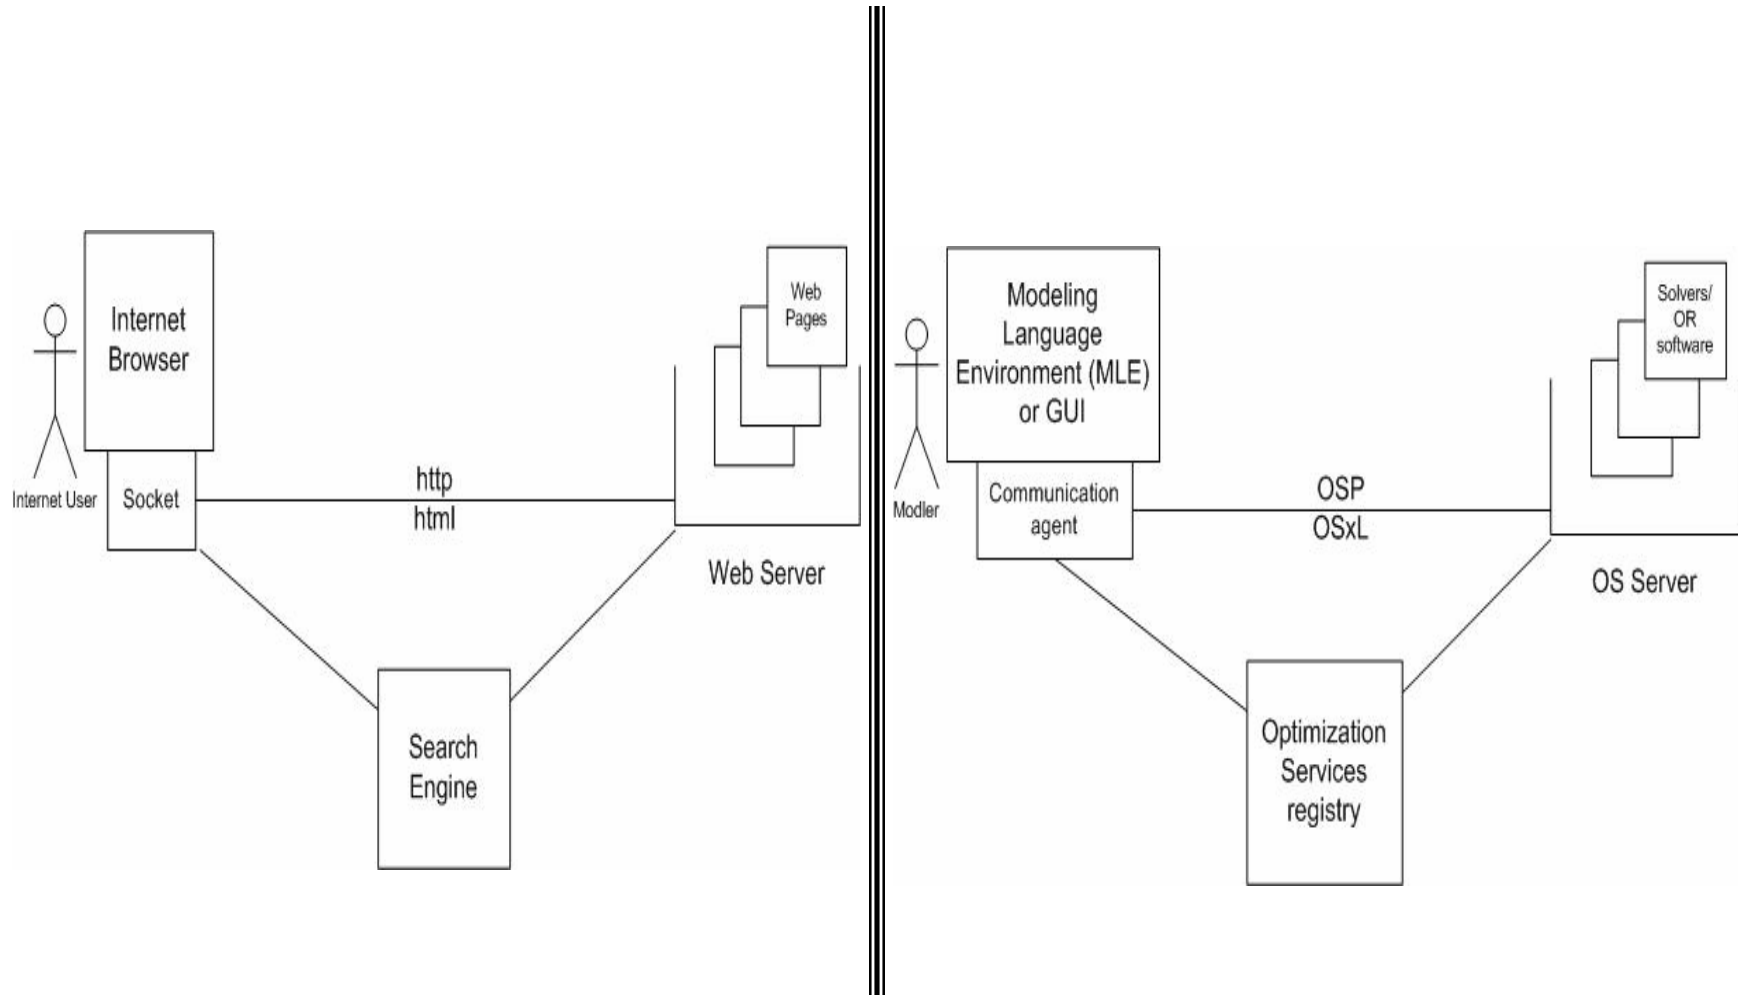 Internet
Browser
Web
Pages
Internet User
Socket
http
html
Web Server
Search
Engine
Modeling
Language
Environment (MLE)
or GUI
Solvers/
OR
software
Modler
Communication
agent
OSP
OSxL
OS Server
Optimization
Services
registry